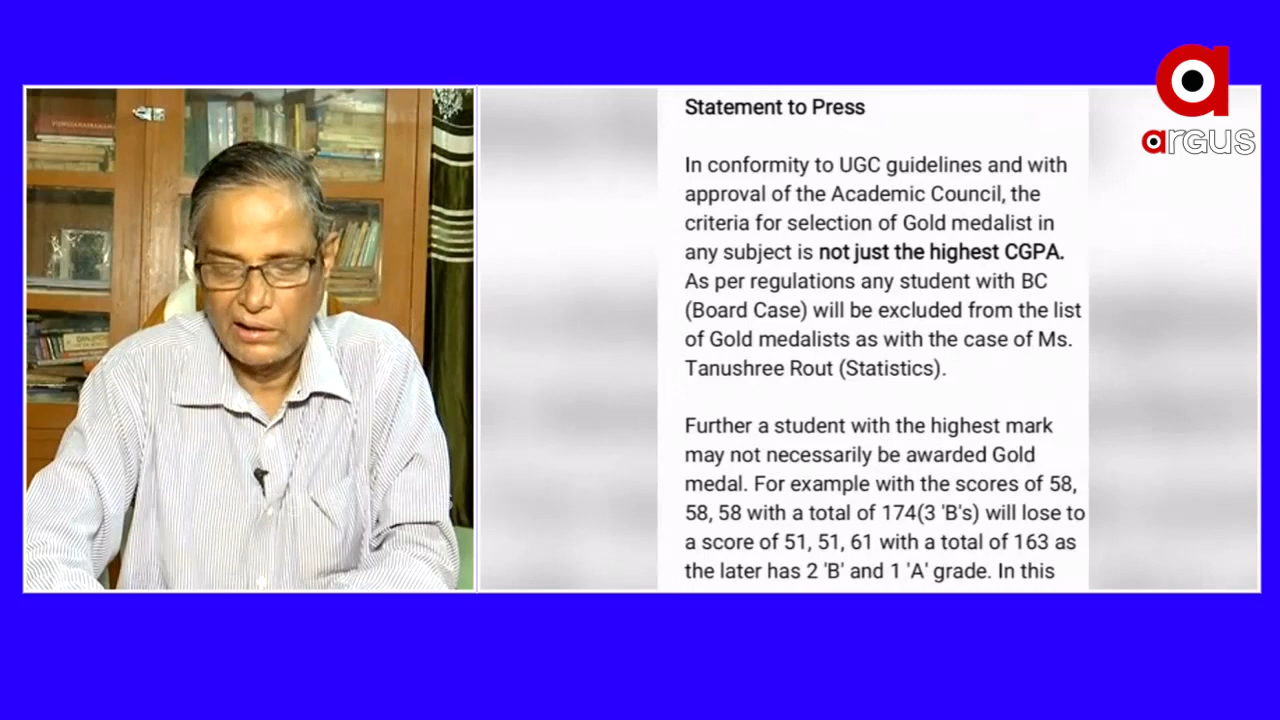 argus
Statement to Press
In conformity to UGC guidelines and with
approval of the Academic Council, the
criteria for selection of Gold medalist in
any subject is not just the highest CGPA.
As per regulations any student with BC
(Board Case) will be excluded from the list
of Gold medalists as with the case of Ms.
Tanushree Rout (Statistics).
Further a student with the highest mark
may not necessarily be awarded Gold
medal. For example with the scores of 58,
58, 58 with a total of 174(3 'B's) will lose to
a score of 51, 51, 61 with a total of 163 as
the later has 2 'B' and 1 'A' grade. In this